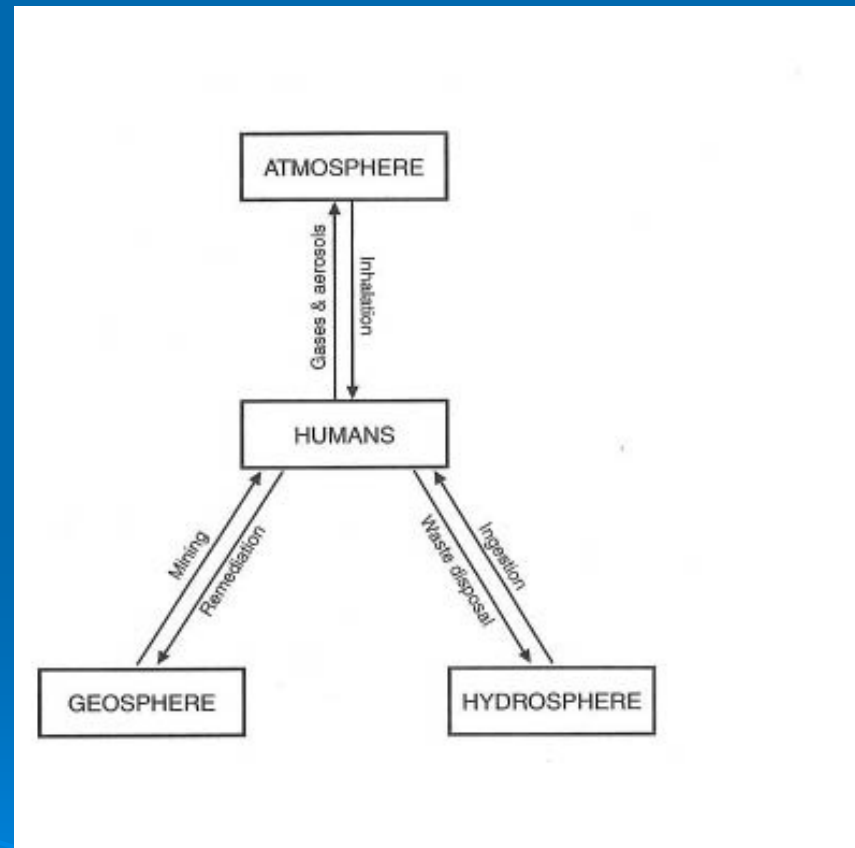 ATMOSPHERE
Gases & aerosols
Inhalation
HUMANS
Mining
Remediation
Waste disposal
Ingestion
GEOSPHERE
HYDROSPHERE